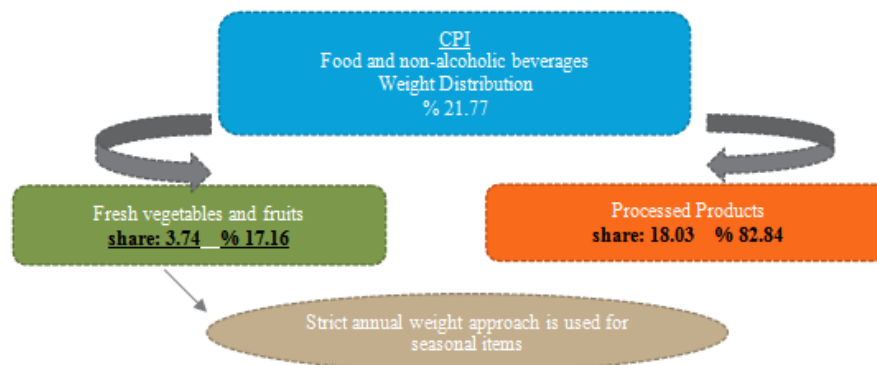 CPI
Food and non-alcoholic beverages
Weight Distribution
% 21.77
Fresh vegetables and fruits
share: 3.74 % 17.16
Processed Products
share: 18.03 % 82.84
Strict annual weight approach is used for
seasonal items